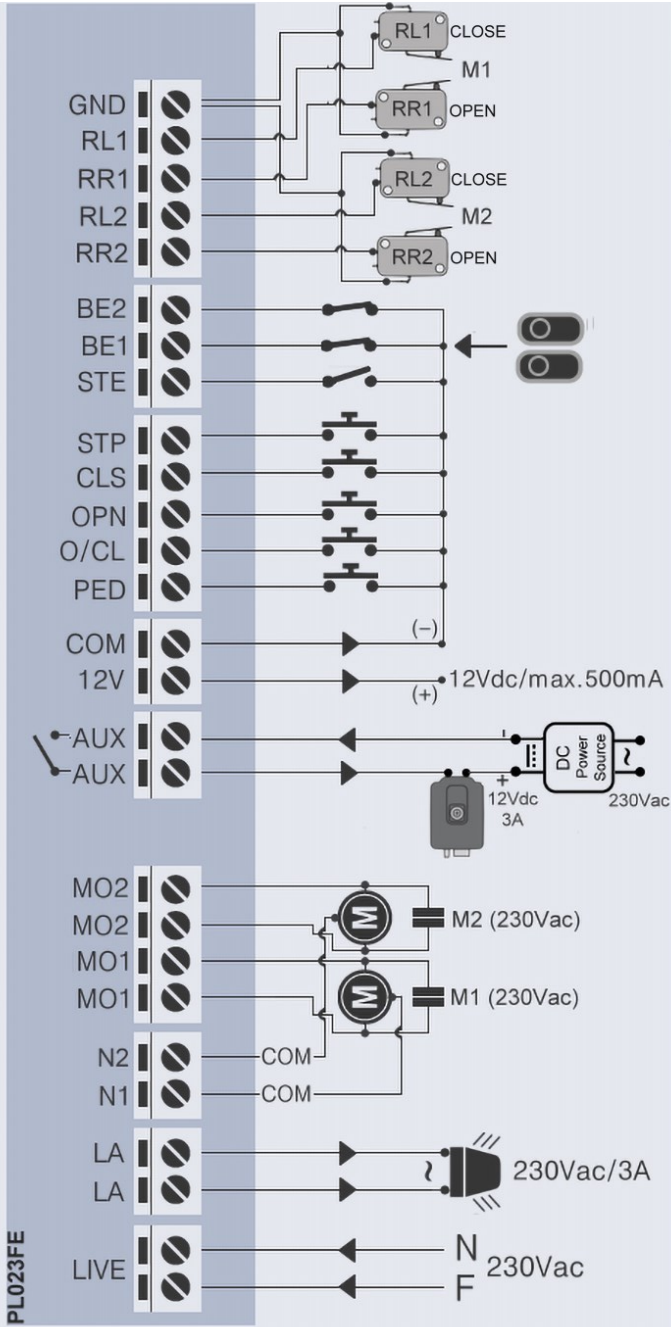 GND
RL1
RR1
RL2
RR2
RL1 CLOSE
M1
RR1 OPEN
RL2 CLOSE
M2
RR2 OPEN
BE2
BE1
STE
STP
CLS
OPN
O/CL
PED
COM (-)
12V (+) 12Vdc/max.500mA
AUX -
AUX +
DC
Power
Source
~
12Vdc
3A
230Vac
MO2
MO2
MO1
MO1
M M2 (230Vac)
M M1 (230Vac)
N2 COM
N1 COM
LA
LA
~ 230Vac/3A
LIVE
N
F
230Vac
PL023FE